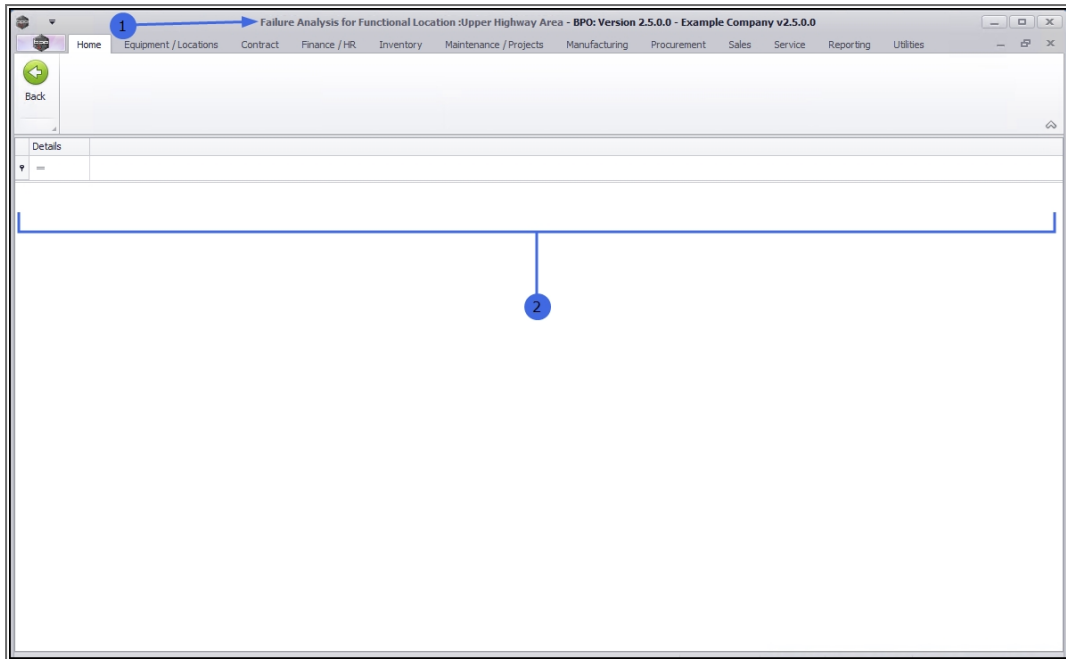 1
Failure Analysis for Functional Location :Upper Highway Area - BPO: Version 2.5.0.0 - Example Company v2.5.0.0
Home Equipment / Locations Contract Finance / HR Inventory Maintenance / Projects Manufacturing Procurement Sales Service Reporting Utilities
Back
Details
=
2